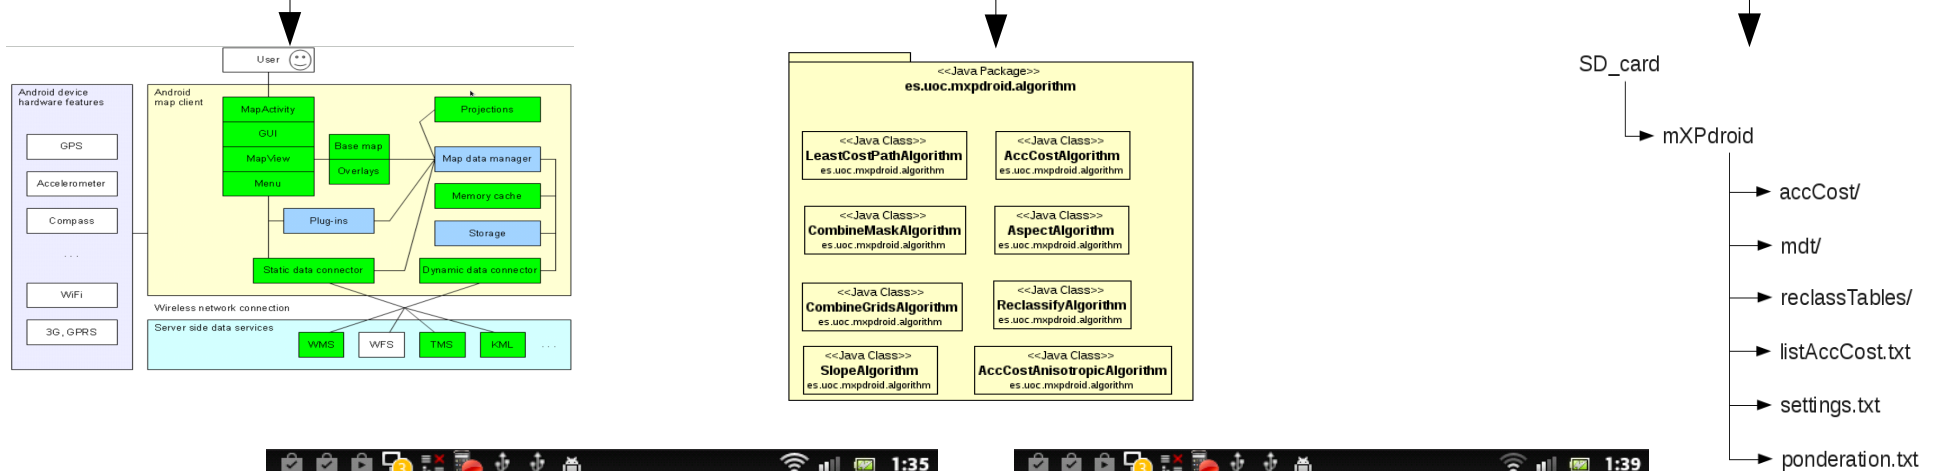 User
Android device
hardware features
GPS
Accelerometer
Compass
. . .
WiFi
3G, GPRS
Android
map client
MapActivity
GUI
MapView
Menu
Base map
Overlays
Projections
Map data manager
Memory cache
Storage
Plug-ins
Static data connector
Dynamic data connector
Wireless network connection
Server side data services
WMS
WFS
TMS
KML
. . .
<<Java Package>>
es.uoc.mxpdroid.algorithm
<<Java Class>>
LeastCostPathAlgorithm
es.uoc.mxpdroid.algorithm
<<Java Class>>
AccCostAlgorithm
es.uoc.mxpdroid.algorithm
<<Java Class>>
CombineMaskAlgorithm
es.uoc.mxpdroid.algorithm
<<Java Class>>
AspectAlgorithm
es.uoc.mxpdroid.algorithm
<<Java Class>>
CombineGridsAlgorithm
es.uoc.mxpdroid.algorithm
<<Java Class>>
ReclassifyAlgorithm
es.uoc.mxpdroid.algorithm
<<Java Class>>
SlopeAlgorithm
es.uoc.mxpdroid.algorithm
<<Java Class>>
AccCostAnisotropicAlgorithm
es.uoc.mxpdroid.algorithm
SD_card
mXPdroid
accCost/
mdt/
reclassTables/
listAccCost.txt
settings.txt
ponderation.txt
3
1:35
3
1:39